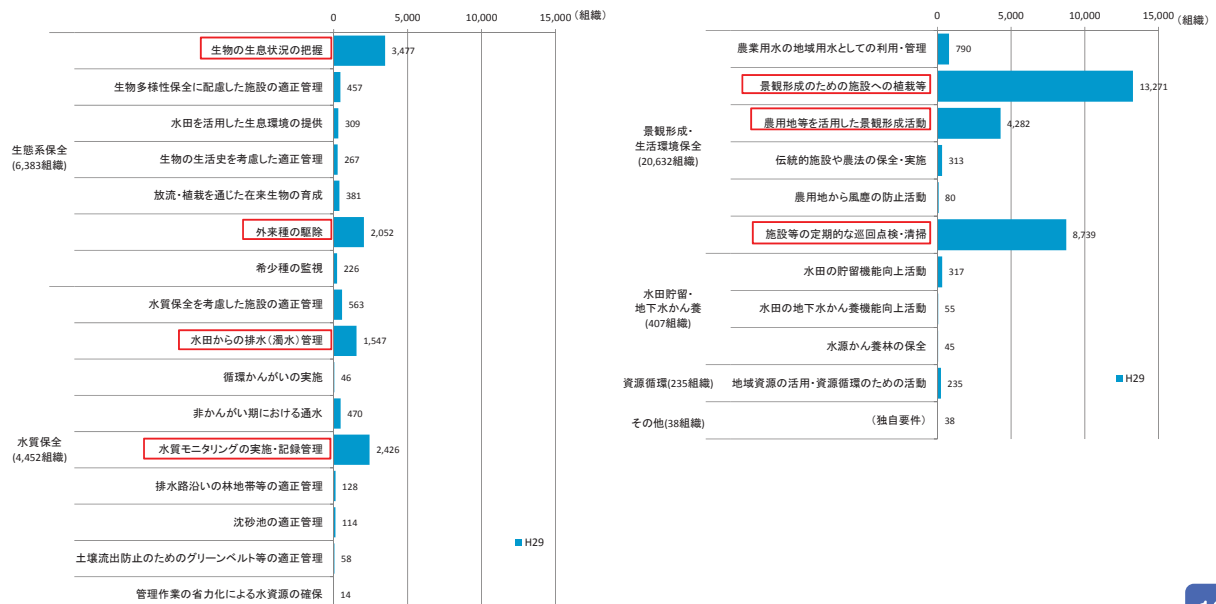 0
5,000
10,000
15,000
(組織)
生態系保全
(6,383組織)
生物の生息状況の把握 3,477
生物多様性保全に配慮した施設の適正管理 457
水田を活用した生息環境の提供 309
生物の生活史を考慮した適正管理 267
放流・植栽を通じた在来生物の育成 381
外来種の駆除 2,052
希少種の監視 226
水質保全
(4,452組織)
水質保全を考慮した施設の適正管理 563
水田からの排水(濁水)管理 1,547
循環かんがいの実施 46
非かんがい期における通水 470
水質モニタリングの実施・記録管理 2,426
排水路沿いの林地帯等の適正管理 128
沈砂池の適正管理 114
土壌流出防止のためのグリーンベルト等の適正管理 58
管理作業の省力化による水資源の確保 14
H29
0
5,000
10,000
15,000
(組織)
景観形成・
生活環境保全
(20,632組織)
農業用水の地域用水としての利用・管理 790
景観形成のための施設への植栽等 13,271
農用地等を活用した景観形成活動 4,282
伝統的施設や農法の保全・実施 313
農用地から風塵の防止活動 80
施設等の定期的な巡回点検・清掃 8,739
水田貯留・
地下水かん養
(407組織)
水田の貯留機能向上活動 317
水田の地下水かん養機能向上活動 55
水源かん養林の保全 45
資源循環(235組織) 地域資源の活用・資源循環のための活動 235
その他(38組織) (独自要件) 38
H29